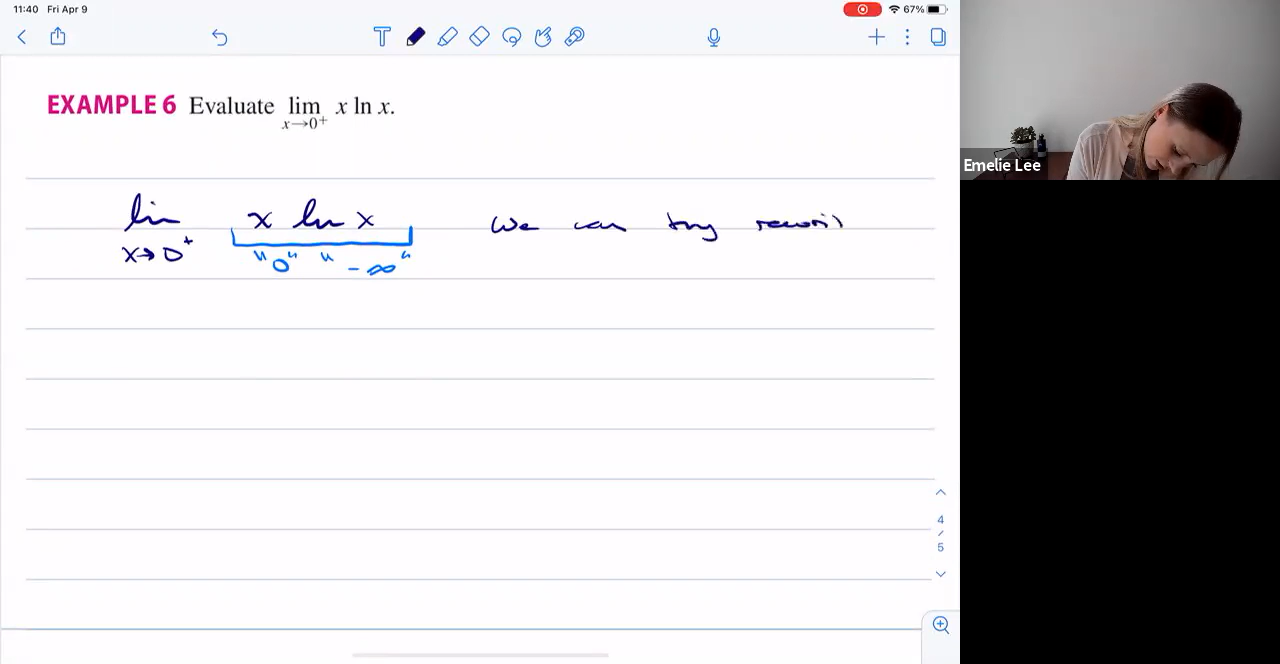 11:40 Fri Apr 9
67%
EXAMPLE 6 Evaluate lim x ln x.
x→0⁺
lim x ln x We can try rewri
x→0⁺ "0" "-∞"
4
/
5
Emelie Lee